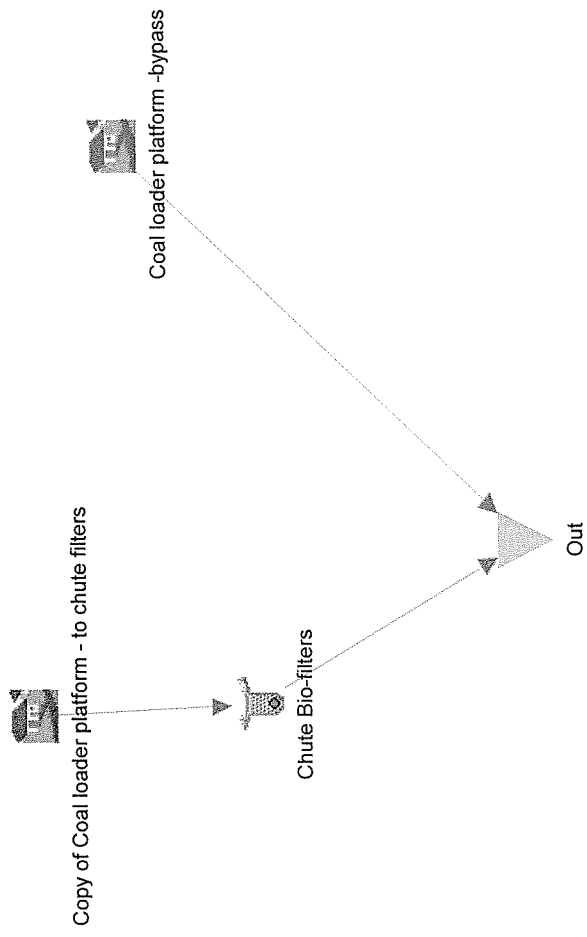 Coal loader platform -bypass
Copy of Coal loader platform - to chute filters
Chute Bio-filters
Out